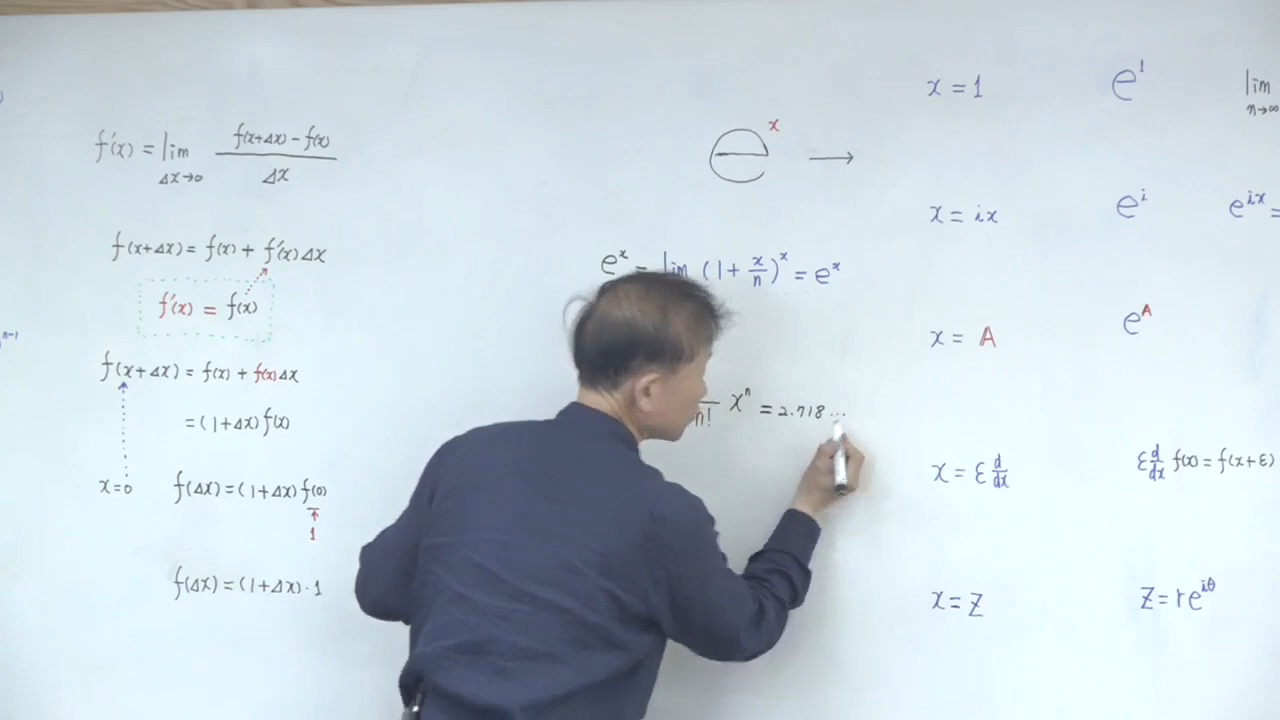 f'(x) = lim Δx→0 f(x+Δx) - f(x) / Δx
f(x+Δx) = f(x) + f'(x)Δx
f'(x) = f(x)
f(x+Δx) = f(x) + f(x)Δx
= (1+Δx) f(x)
x=0 f(Δx) = (1+Δx) f(0)
↑
1
f(Δx) = (1+Δx)·1
n-1
e^x →
e^x = lim (1 + x/n)^x = e^x
n! x^n = 2.718...
x = 1 e^1 lim n→∞
x = ix e^i e^ix =
x = A e^A
x = ε d/dx ε d/dx f(x) = f(x+ε)
x = z z = re^iθ